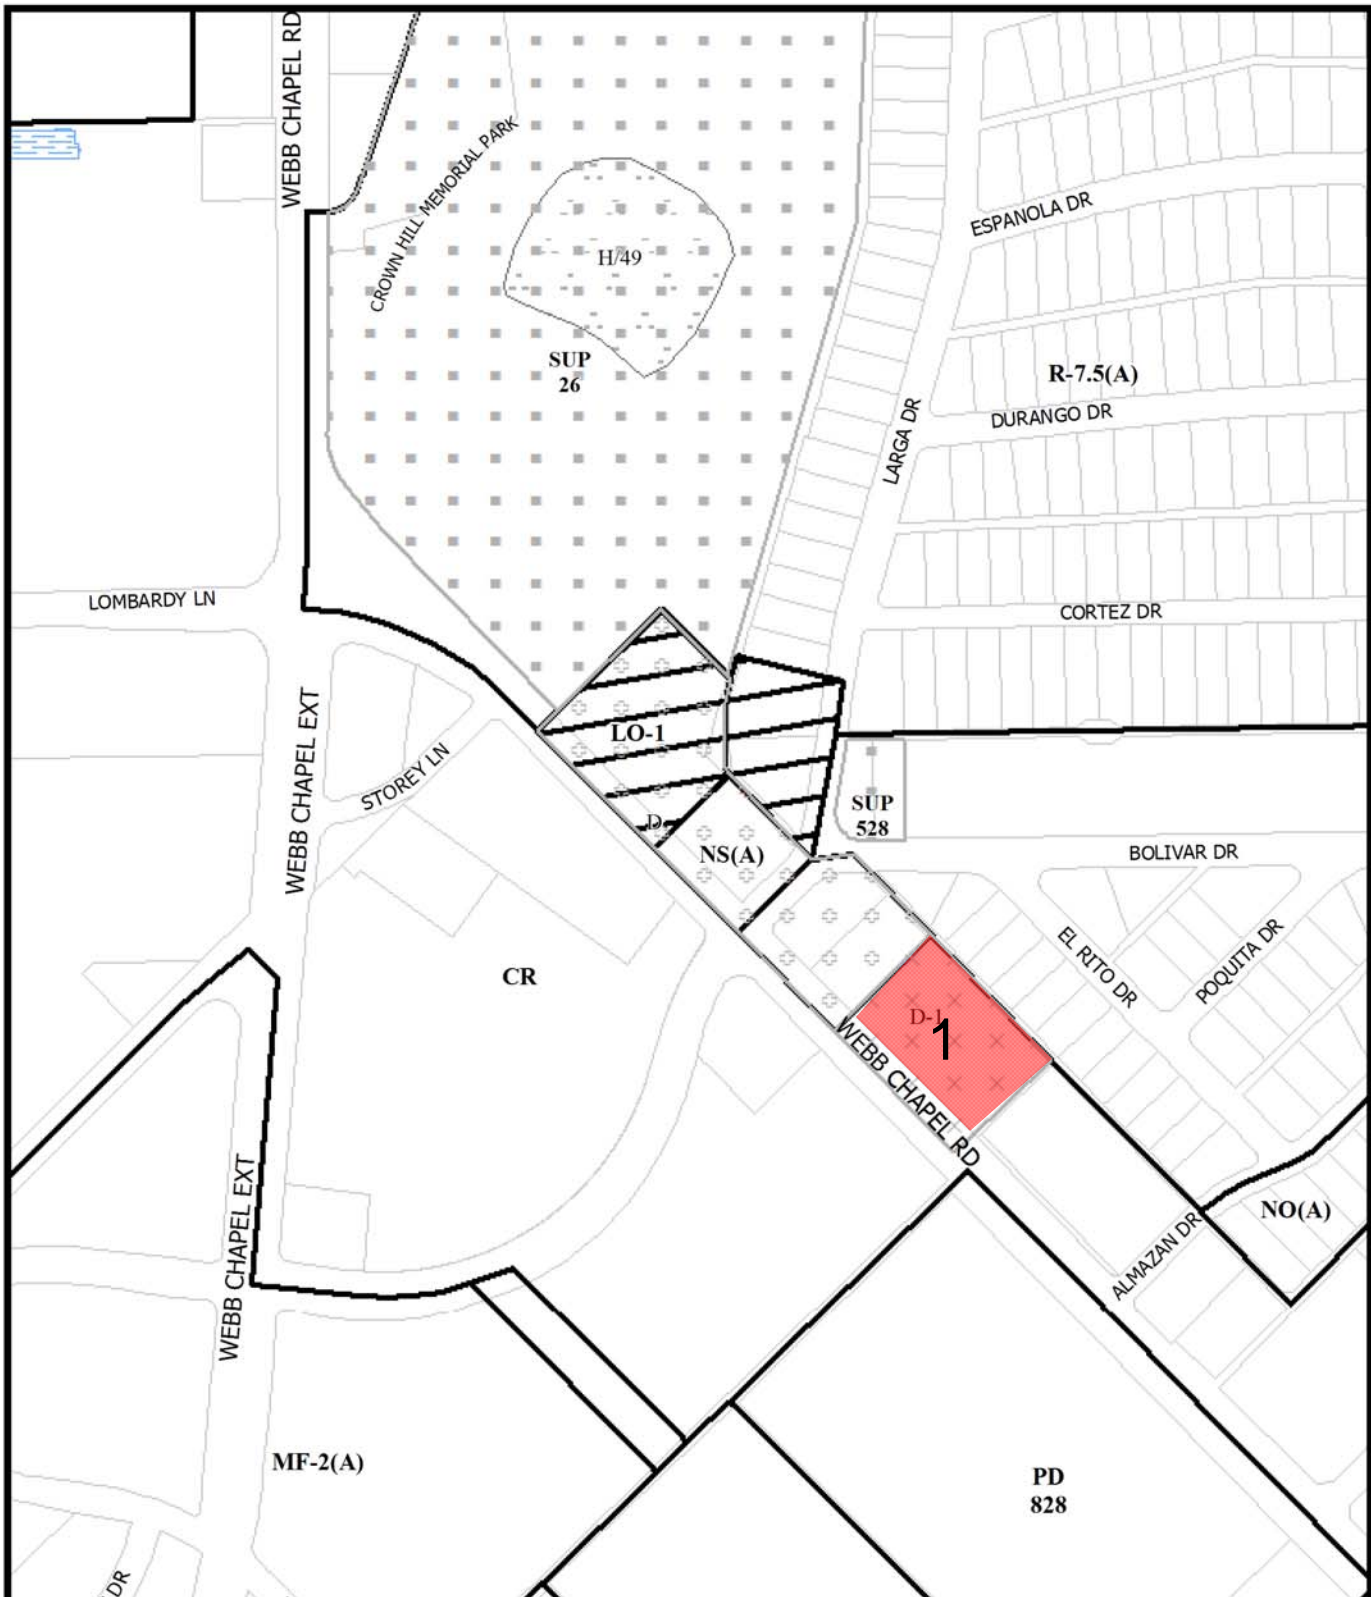 WEBB CHAPEL RD
CROWN HILL MEMORIAL PARK
ESPANOLA DR
H/49
SUP
26
R-7.5(A)
DURANGO DR
LARGA DR
LOMBARDY LN
CORTEZ DR
WEBB CHAPEL EXT
STOREY LN
LO-1
D
SUP
528
NS(A)
BOLIVAR DR
EL RITO DR
POQUITA DR
CR
D-1
1
WEBB CHAPEL RD
WEBB CHAPEL EXT
NO(A)
ALMAZAN DR
MF-2(A)
PD
828
DR